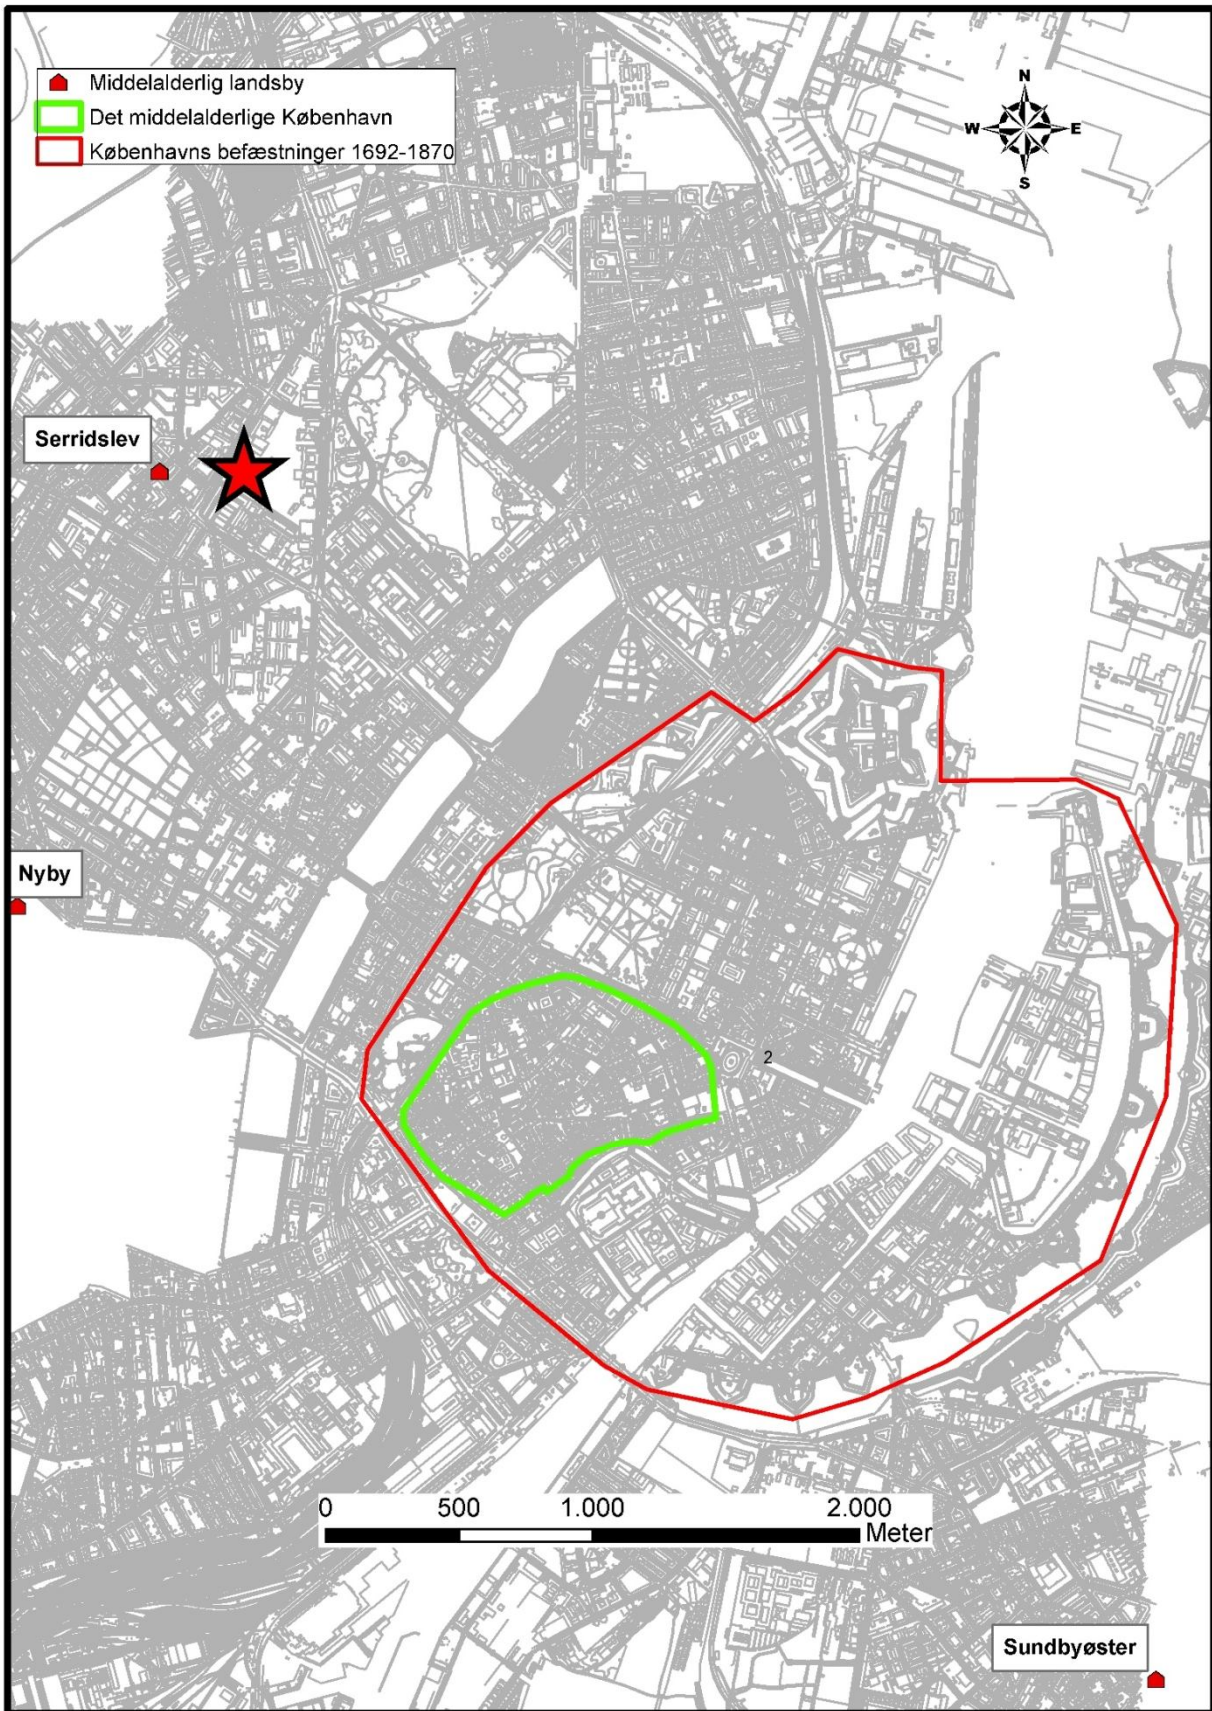 Middelalderlig landsby
Det middelalderlige København
Københavns befæstninger 1692-1870
N
W E
S
Serridslev
Nyby
2
0 500 1.000 2.000
Meter
Sundbyøster